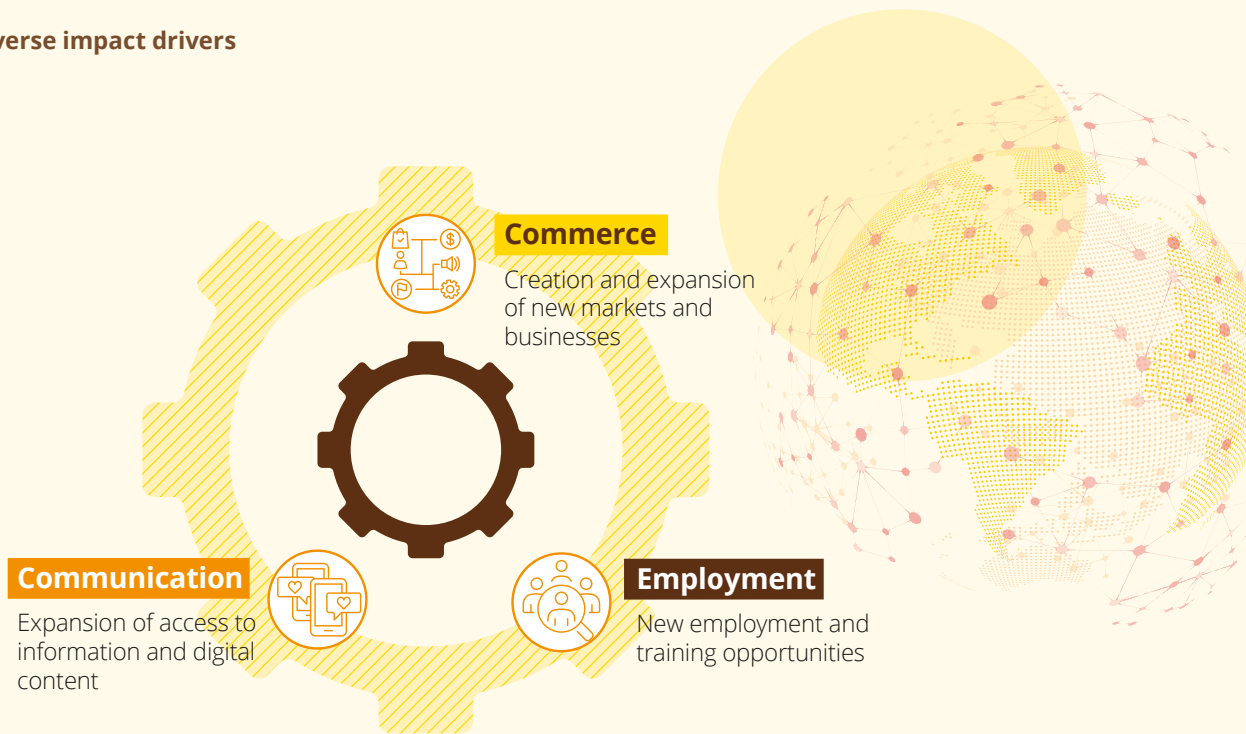 verse impact drivers
Commerce
Creation and expansion
of new markets and
businesses
Communication
Expansion of access to
information and digital
content
Employment
New employment and
training opportunities